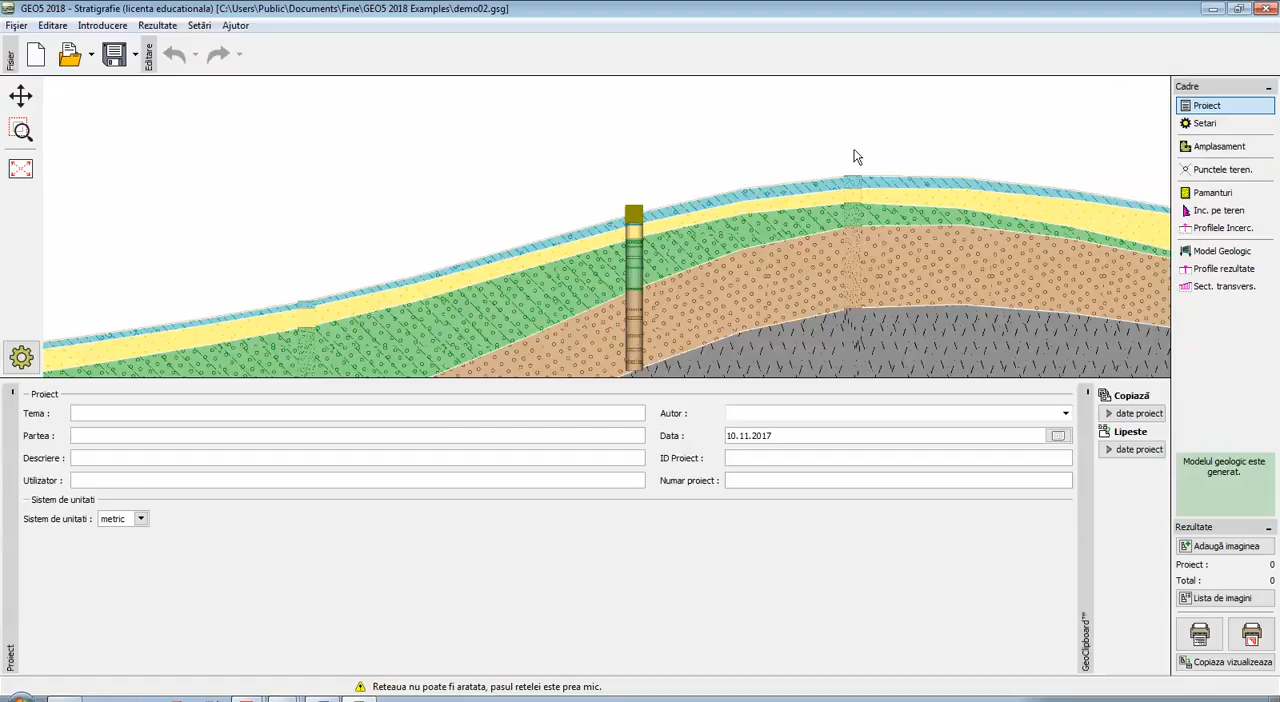 GEO5 2018 - Stratigrafie (licenta educationala) [C:\Users\Public\Documents\Fine\GEO5 2018 Examples\demo02.gsg]
Fişier Editare Introducere Rezultate Setări Ajutor
Fisier
Editare
Cadre
Proiect
Setari
Amplasament
Punctele teren.
Pamanturi
Inc. pe teren
Profilele Incerc.
Model Geologic
Profile rezultate
Sect. transvers.
Modelul geologic este
generat.
Rezultate
Adaugă imaginea
Proiect : 0
Total : 0
Lista de imagini
Copiaza vizualizeaza
Proiect
Tema : Autor :
Partea : Data : 10.11.2017
Descriere : ID Proiect :
Utilizator : Numar proiect :
Sistem de unitati
Sistem de unitati : metric
Copiază
date proiect
Lipeste
date proiect
Proiect
GeoClipboard™
Reteaua nu poate fi aratata, pasul retelei este prea mic.